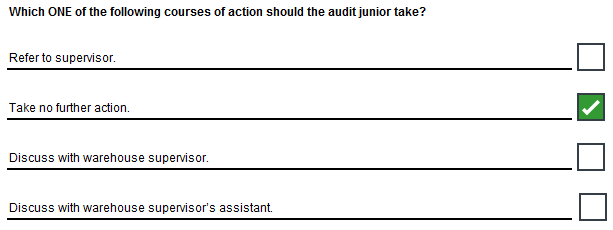 Which ONE of the following courses of action should the audit junior take?
Refer to supervisor.
Take no further action.
Discuss with warehouse supervisor.
Discuss with warehouse supervisor's assistant.